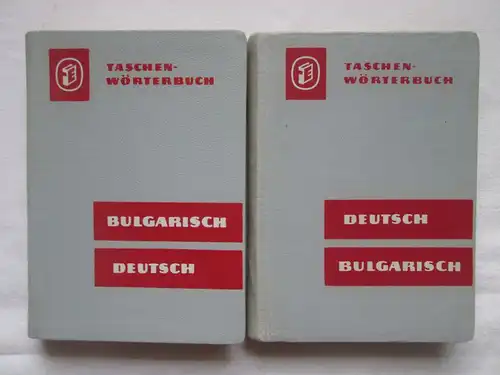 TASCHEN-
WÖRTERBUCH
BULGARISCH
DEUTSCH
TASCHEN-
WÖRTERBUCH
DEUTSCH
BULGARISCH